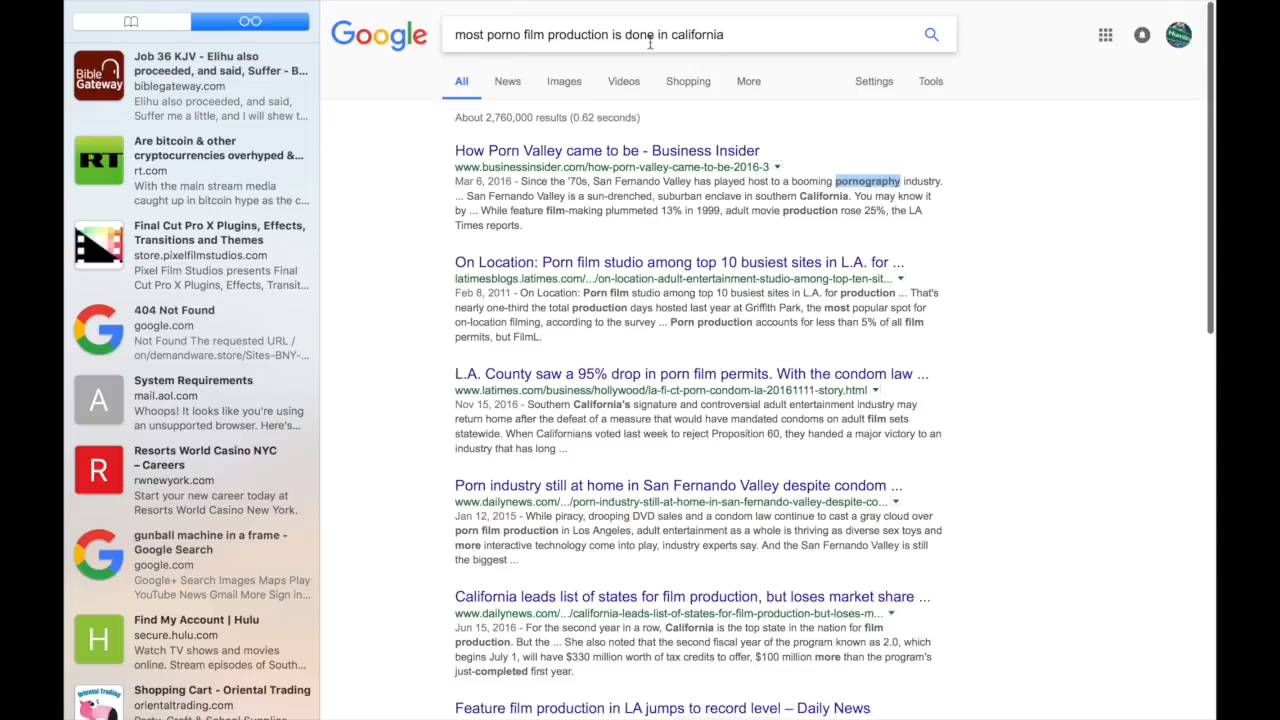 Job 36 KJV - Elihu also
proceeded, and said, Suffer - B...
biblegateway.com
Elihu also proceeded, and said,
Suffer me a little, and I will shew t...
Bible
Gateway™
Are bitcoin & other
cryptocurrencies overhyped &...
rt.com
With the main stream media
caught up in bitcoin hype as the c...
RT
Final Cut Pro X Plugins, Effects,
Transitions and Themes
store.pixelfilmstudios.com
Pixel Film Studios presents Final
Cut Pro X Plugins, Effects, Transit...
404 Not Found
google.com
Not Found The requested URL /
on/demandware.store/Sites-BNY-...
G
System Requirements
mail.aol.com
Whoops! It looks like you're using
an unsupported browser. Here's...
A
Resorts World Casino NYC
– Careers
rwnewyork.com
Start your new career today at
Resorts World Casino New York.
R
gunball machine in a frame -
Google Search
google.com
Google+ Search Images Maps Play
YouTube News Gmail More Sign in...
G
Find My Account | Hulu
secure.hulu.com
Watch TV shows and movies
online. Stream episodes of South...
H
Shopping Cart - Oriental Trading
orientaltrading.com
Party, Craft & School Supplies
Oriental Trading
Google
most porno film production is done in california
All News Images Videos Shopping More Settings Tools
About 2,760,000 results (0.62 seconds)
How Porn Valley came to be - Business Insider
www.businessinsider.com/how-porn-valley-came-to-be-2016-3
Mar 6, 2016 - Since the '70s, San Fernando Valley has played host to a booming pornography industry.
... San Fernando Valley is a sun-drenched, suburban enclave in southern California. You may know it
by ... While feature film-making plummeted 13% in 1999, adult movie production rose 25%, the LA
Times reports.
On Location: Porn film studio among top 10 busiest sites in L.A. for ...
latimesblogs.latimes.com/.../on-location-adult-entertainment-studio-among-top-ten-sit...
Feb 8, 2011 - On Location: Porn film studio among top 10 busiest sites in L.A. for production ... That's
nearly one-third the total production days hosted last year at Griffith Park, the most popular spot for
on-location filming, according to the survey ... Porn production accounts for less than 5% of all film
permits, but FilmL.
L.A. County saw a 95% drop in porn film permits. With the condom law ...
www.latimes.com/business/hollywood/la-fi-ct-porn-condom-la-20161111-story.html
Nov 15, 2016 - Southern California's signature and controversial adult entertainment industry may
return home after the defeat of a measure that would have mandated condoms on adult film sets
statewide. When Californians voted last week to reject Proposition 60, they handed a major victory to an
industry that has long ...
Porn industry still at home in San Fernando Valley despite condom ...
www.dailynews.com/.../porn-industry-still-at-home-in-san-fernando-valley-despite-co...
Jan 12, 2015 - While piracy, drooping DVD sales and a condom law continue to cast a gray cloud over
porn film production in Los Angeles, adult entertainment as a whole is thriving as diverse sex toys and
more interactive technology come into play, industry experts say. And the San Fernando Valley is still
the biggest ...
California leads list of states for film production, but loses market share ...
www.dailynews.com/.../california-leads-list-of-states-for-film-production-but-loses-m...
Jun 15, 2016 - For the second year in a row, California is the top state in the nation for film
production. But the ... She also noted that the second fiscal year of the program known as 2.0, which
begins July 1, will have $330 million worth of tax credits to offer, $100 million more than the program's
just-completed first year.
Feature film production in LA jumps to record level – Daily News